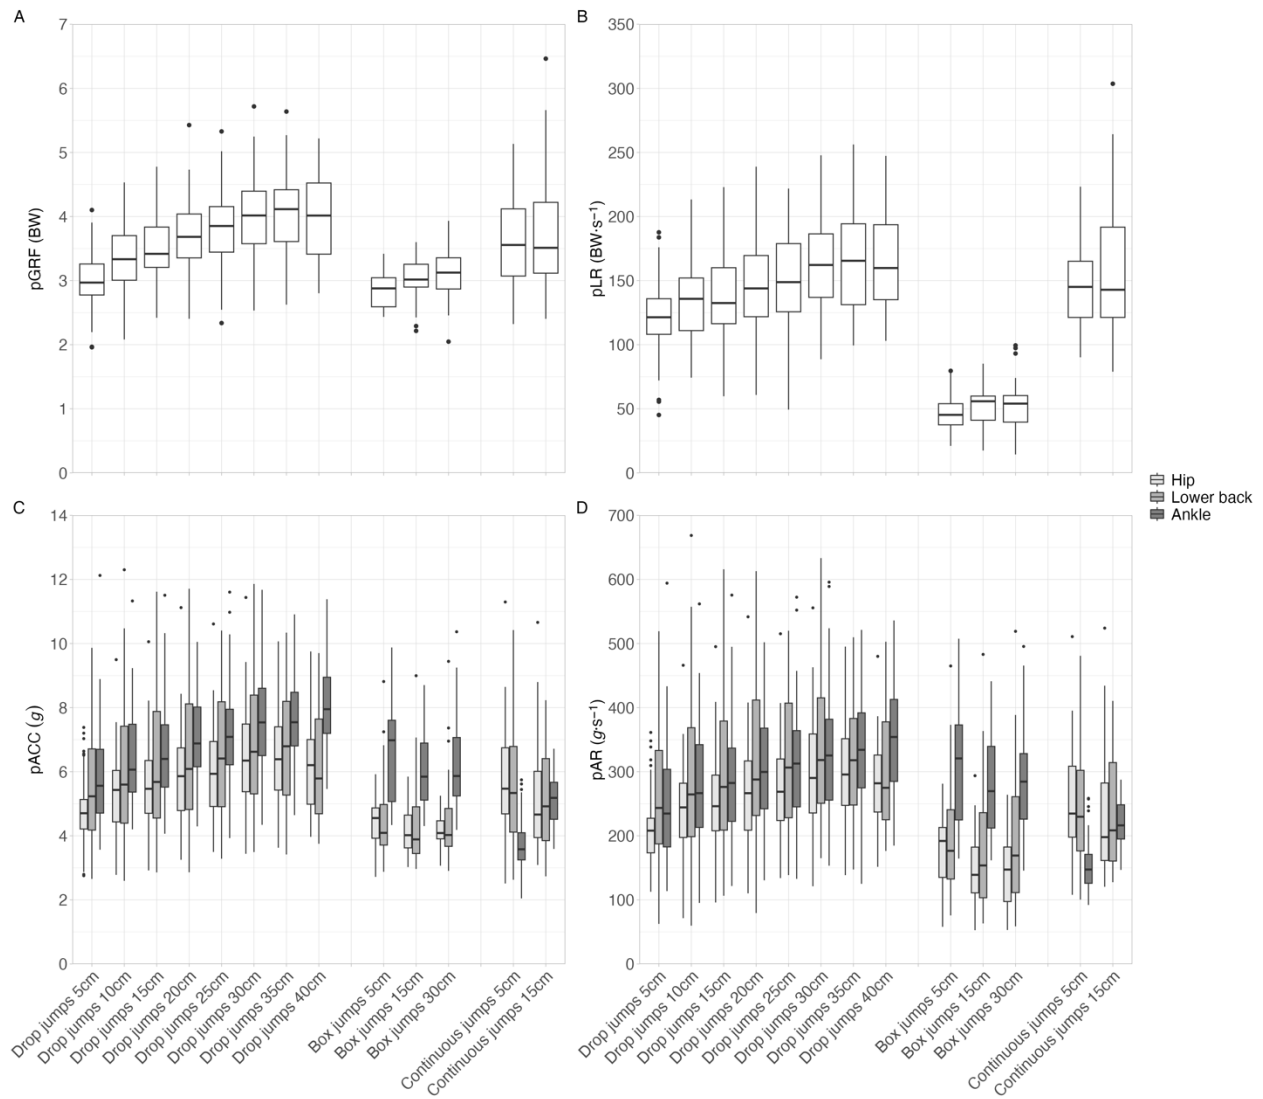 A
7
6
5
4
3
2
1
0
pGRF (BW)
B
350
300
250
200
150
100
50
0
pLR (BW·s⁻¹)
Hip
Lower back
Ankle
C
14
12
10
8
6
4
2
0
pACC (g)
Drop jumps 5cm
Drop jumps 10cm
Drop jumps 15cm
Drop jumps 20cm
Drop jumps 25cm
Drop jumps 30cm
Drop jumps 35cm
Drop jumps 40cm
Box jumps 5cm
Box jumps 15cm
Box jumps 30cm
Continuous jumps 5cm
Continuous jumps 15cm
D
700
600
500
400
300
200
100
0
pAR (g·s⁻¹)
Drop jumps 5cm
Drop jumps 10cm
Drop jumps 15cm
Drop jumps 20cm
Drop jumps 25cm
Drop jumps 30cm
Drop jumps 35cm
Drop jumps 40cm
Box jumps 5cm
Box jumps 15cm
Box jumps 30cm
Continuous jumps 5cm
Continuous jumps 15cm